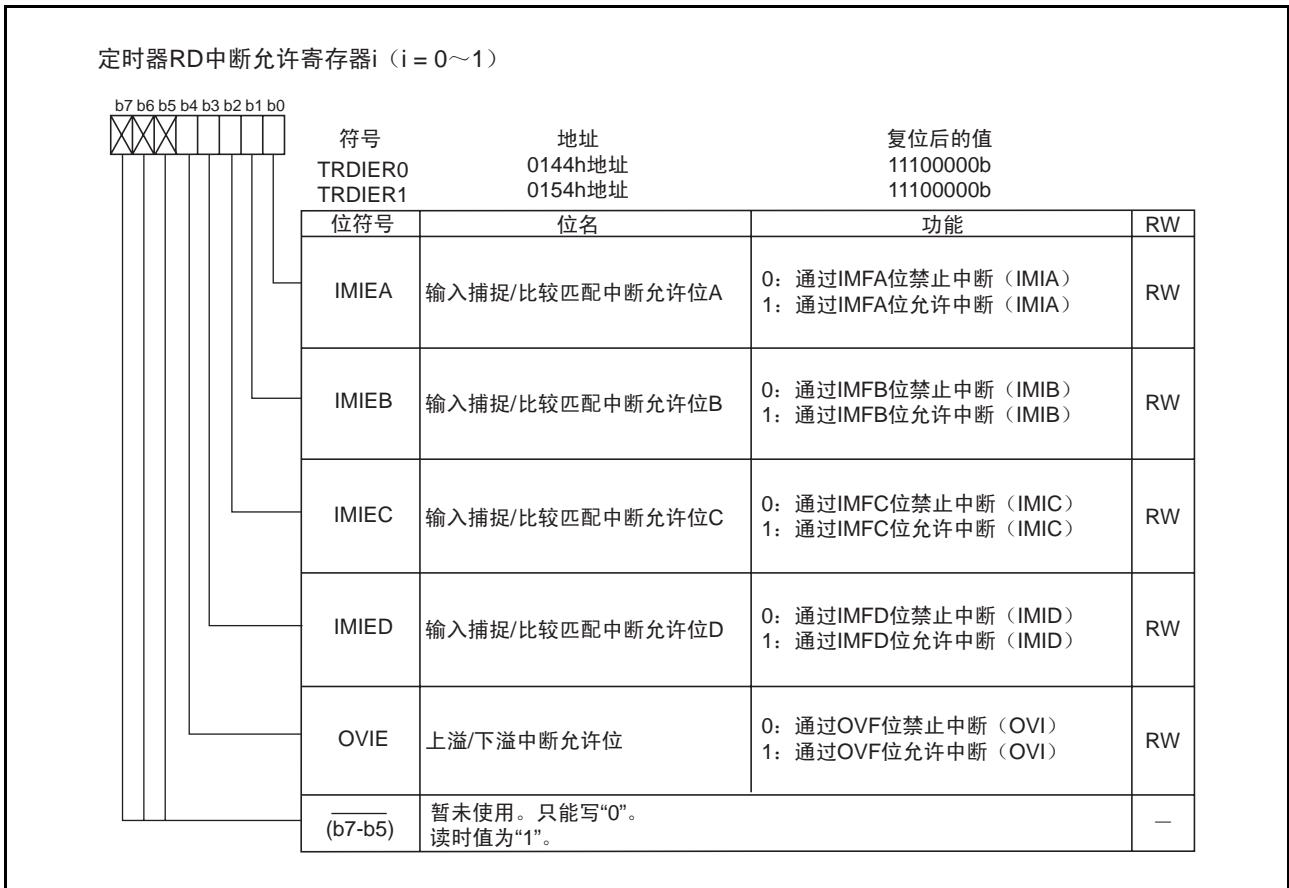 定时器RD中断允许寄存器i（i = 0～1）
b7 b6 b5 b4 b3 b2 b1 b0
符号 地址 复位后的值
TRDIER0 0144h地址 11100000b
TRDIER1 0154h地址 11100000b
位符号 位名 功能 RW
IMIEA 输入捕捉/比较匹配中断允许位A 0：通过IMFA位禁止中断（IMIA） RW
1：通过IMFA位允许中断（IMIA）
IMIEB 输入捕捉/比较匹配中断允许位B 0：通过IMFB位禁止中断（IMIB） RW
1：通过IMFB位允许中断（IMIB）
IMIEC 输入捕捉/比较匹配中断允许位C 0：通过IMFC位禁止中断（IMIC） RW
1：通过IMFC位允许中断（IMIC）
IMIED 输入捕捉/比较匹配中断允许位D 0：通过IMFD位禁止中断（IMID） RW
1：通过IMFD位允许中断（IMID）
OVIE 上溢/下溢中断允许位 0：通过OVF位禁止中断（OVI） RW
1：通过OVF位允许中断（OVI）
(b7-b5) 暂未使用。只能写“0”。 —
读时值为“1”。